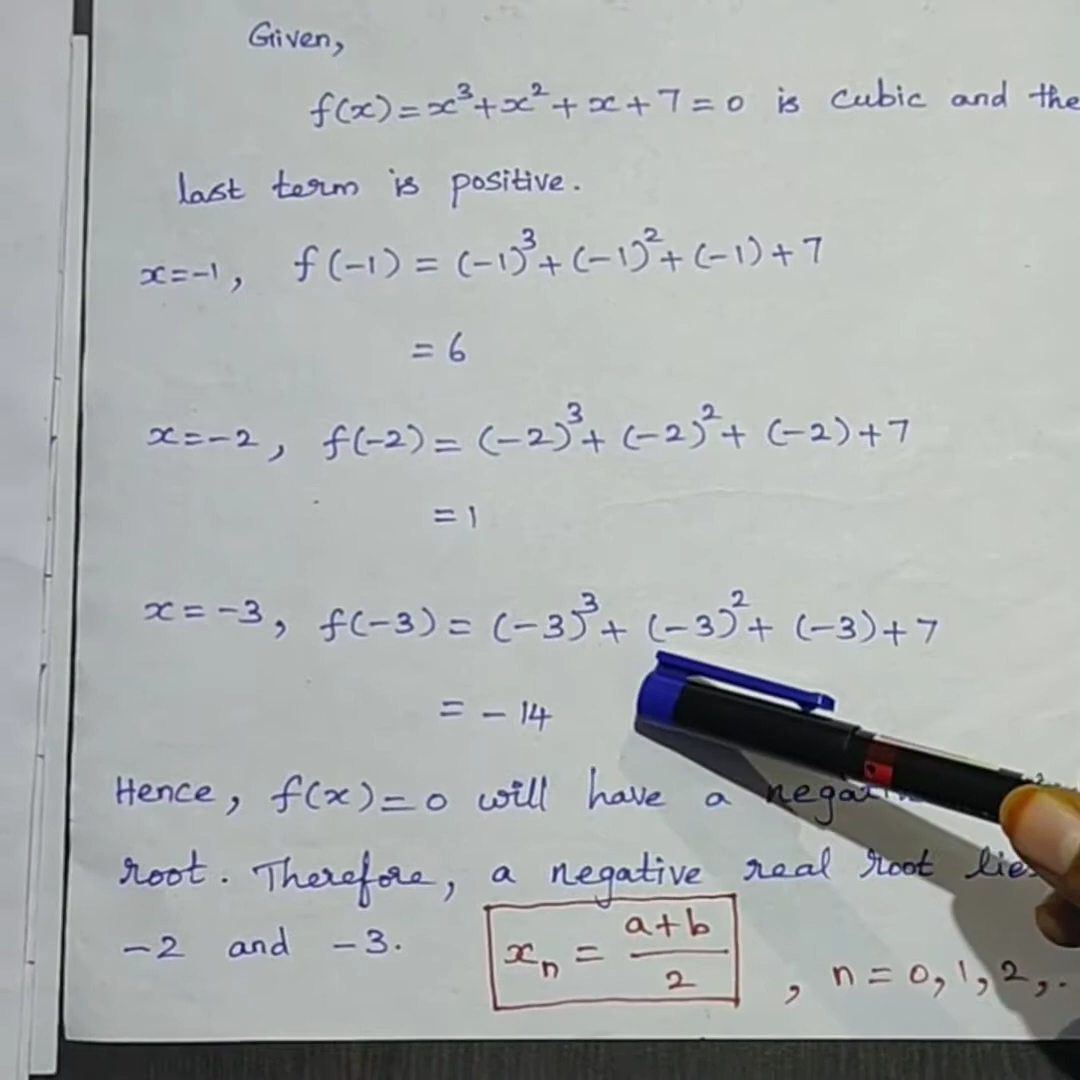 Given,
f(x) = x³ + x² + x + 7 = 0 is cubic and the
last term is positive.
x = -1, f(-1) = (-1)³ + (-1)² + (-1) + 7
= 6
x = -2, f(-2) = (-2)³ + (-2)² + (-2) + 7
= 1
x = -3, f(-3) = (-3)³ + (-3)² + (-3) + 7
= -14
Hence, f(x) = 0 will have a
root. Therefore, a negative real root
-2 and -3. xₙ = (a+b)/2 , n = 0, 1, 2, .